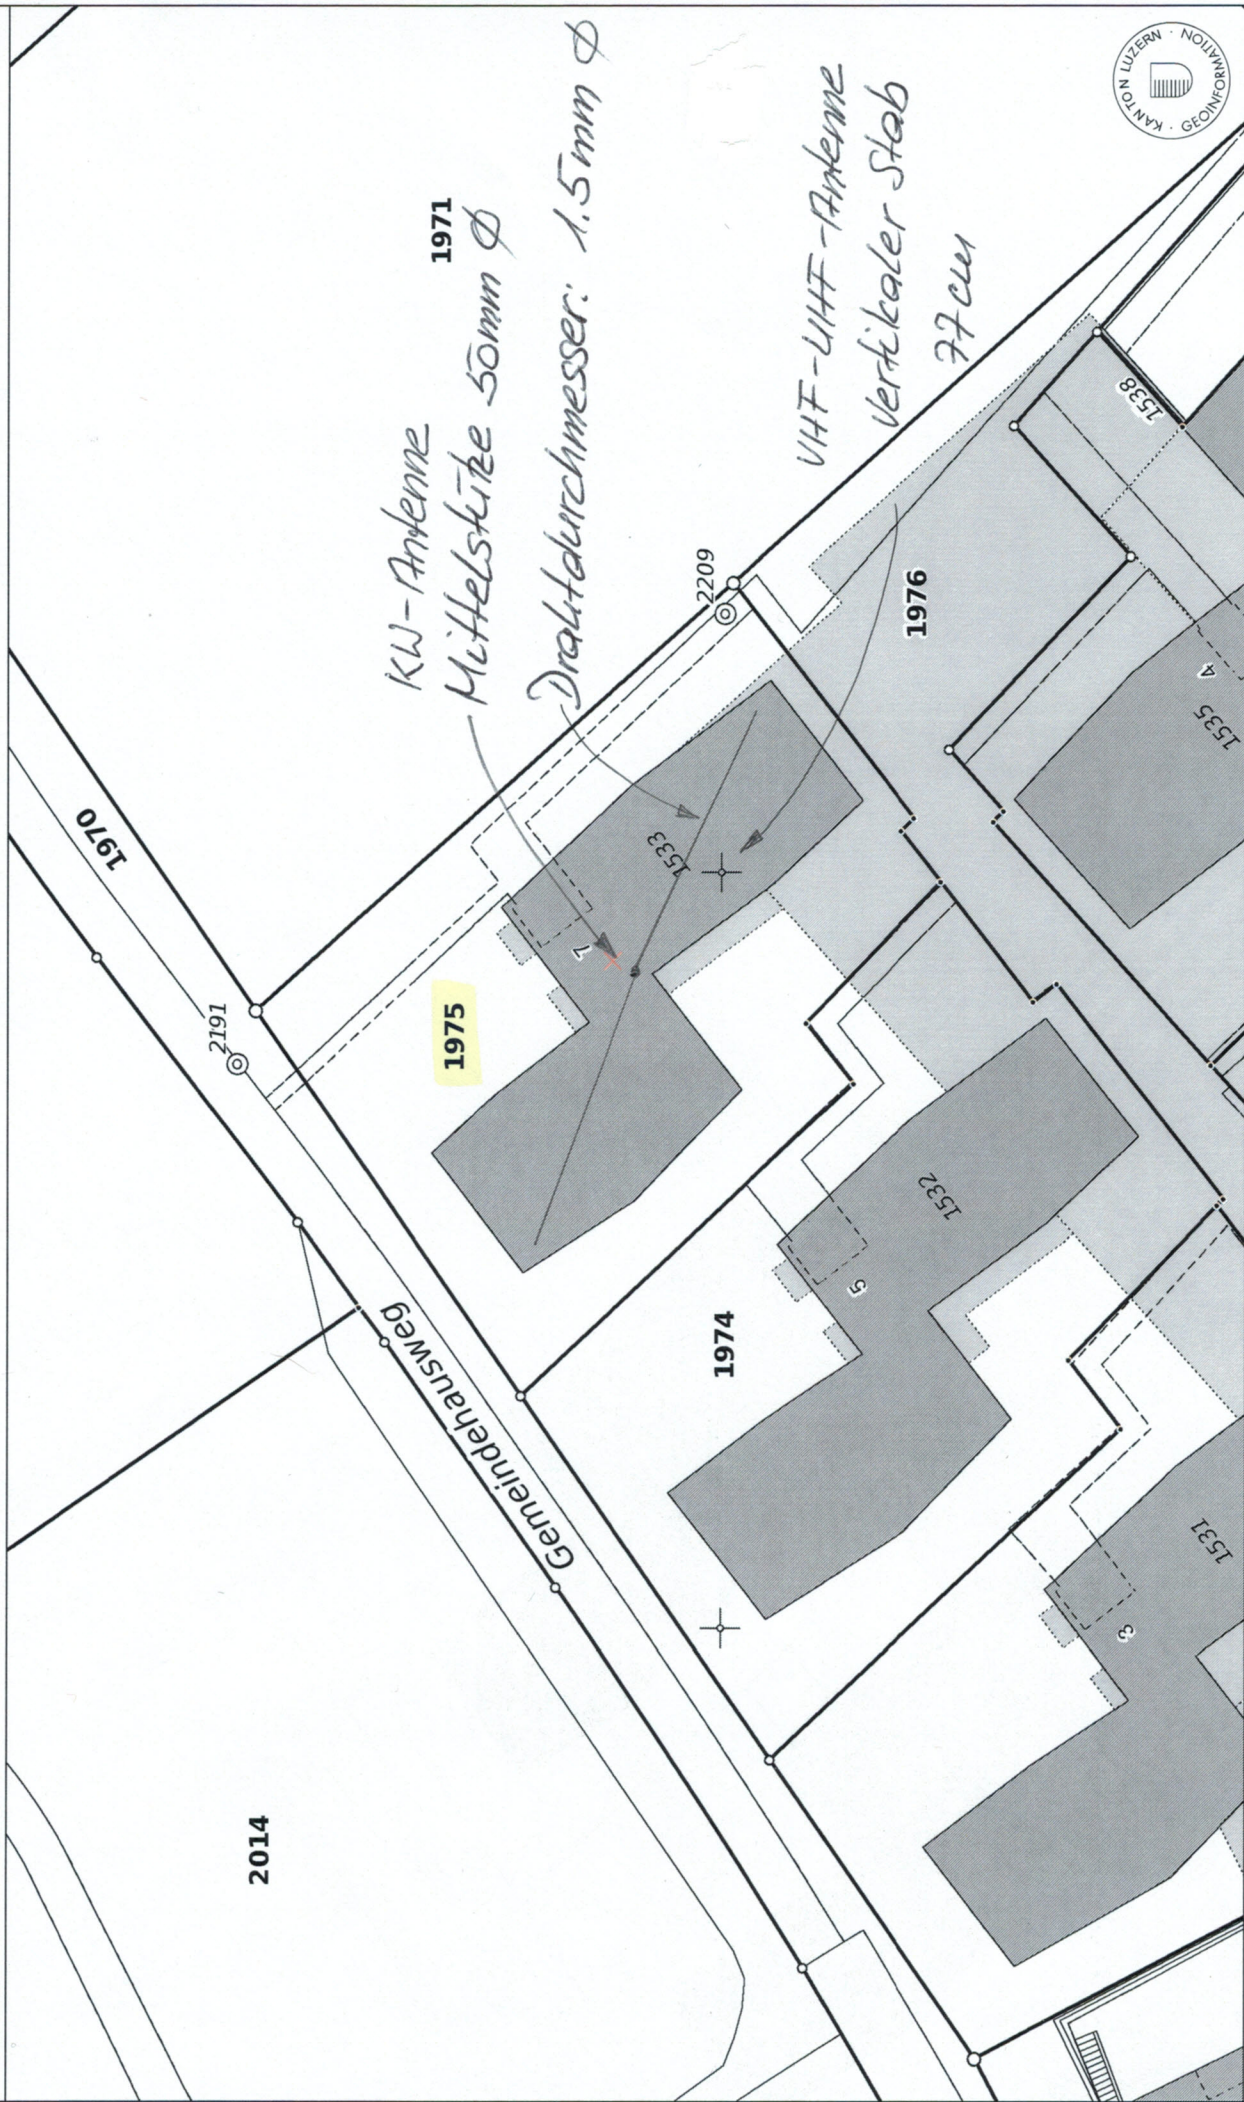 KW-Antenne
Mittelstütze 50mm Ø
Drahtdurchmesser: 1.5mm Ø
VHF-UHF-Antenne
Vertikaler Stab
77cm
KANTON LUZERN · GEOINFORMATION ·
1971
1970
2209
2191
1975
1976
1538
1533
7
4
1535
1974
5
1532
Gemeindehausweg
2014
3
1531